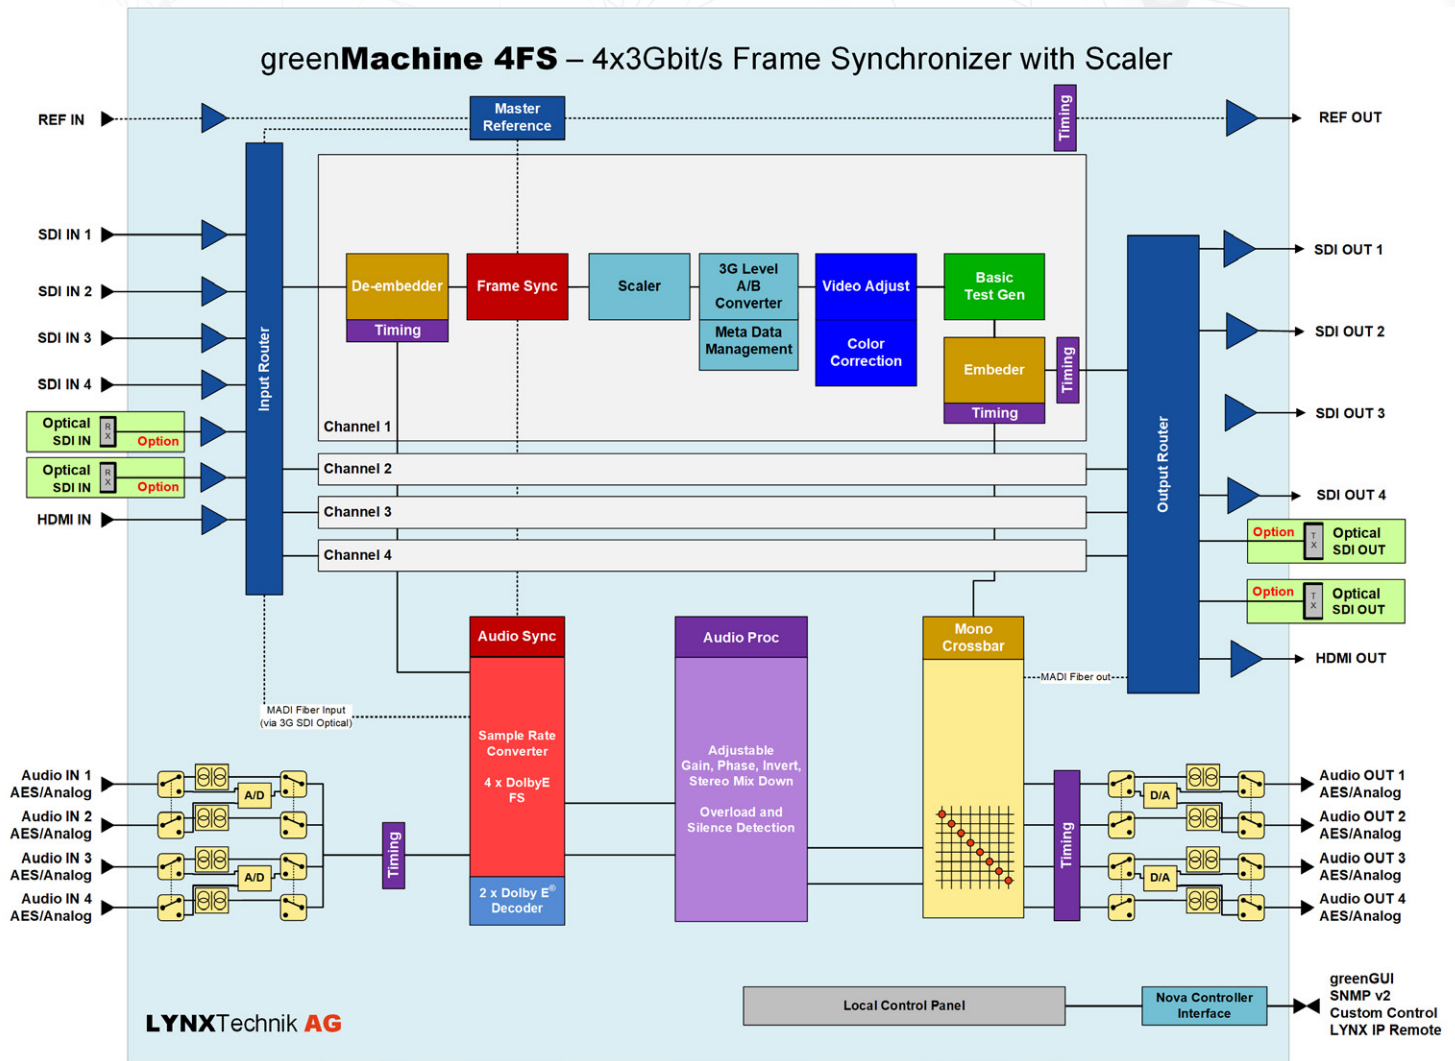 greenMachine 4FS – 4x3Gbit/s Frame Synchronizer with Scaler
REF IN
Master
Reference
Timing
REF OUT
SDI IN 1
SDI IN 2
SDI IN 3
SDI IN 4
Optical
SDI IN
R
X
Option
Optical
SDI IN
R
X
Option
HDMI IN
Input Router
De-embedder
Timing
Frame Sync
Scaler
3G Level
A/B
Converter
Meta Data
Management
Video Adjust
Color
Correction
Basic
Test Gen
Embeder
Timing
Timing
Channel 1
Channel 2
Channel 3
Channel 4
Output Router
SDI OUT 1
SDI OUT 2
SDI OUT 3
SDI OUT 4
Option
T
X
Optical
SDI OUT
Option
T
X
Optical
SDI OUT
HDMI OUT
MADI Fiber Input
(via 3G SDI Optical)
Audio Sync
Sample Rate
Converter
4 x DolbyE
FS
2 x Dolby E®
Decoder
Audio Proc
Adjustable
Gain, Phase, Invert,
Stereo Mix Down
Overload and
Silence Detection
Mono
Crossbar
MADI Fiber out
Audio IN 1
AES/Analog
Audio IN 2
AES/Analog
Audio IN 3
AES/Analog
Audio IN 4
AES/Analog
A/D
A/D
Timing
Timing
D/A
D/A
Audio OUT 1
AES/Analog
Audio OUT 2
AES/Analog
Audio OUT 3
AES/Analog
Audio OUT 4
AES/Analog
LYNXTechnik AG
Local Control Panel
Nova Controller
Interface
greenGUI
SNMP v2
Custom Control
LYNX IP Remote